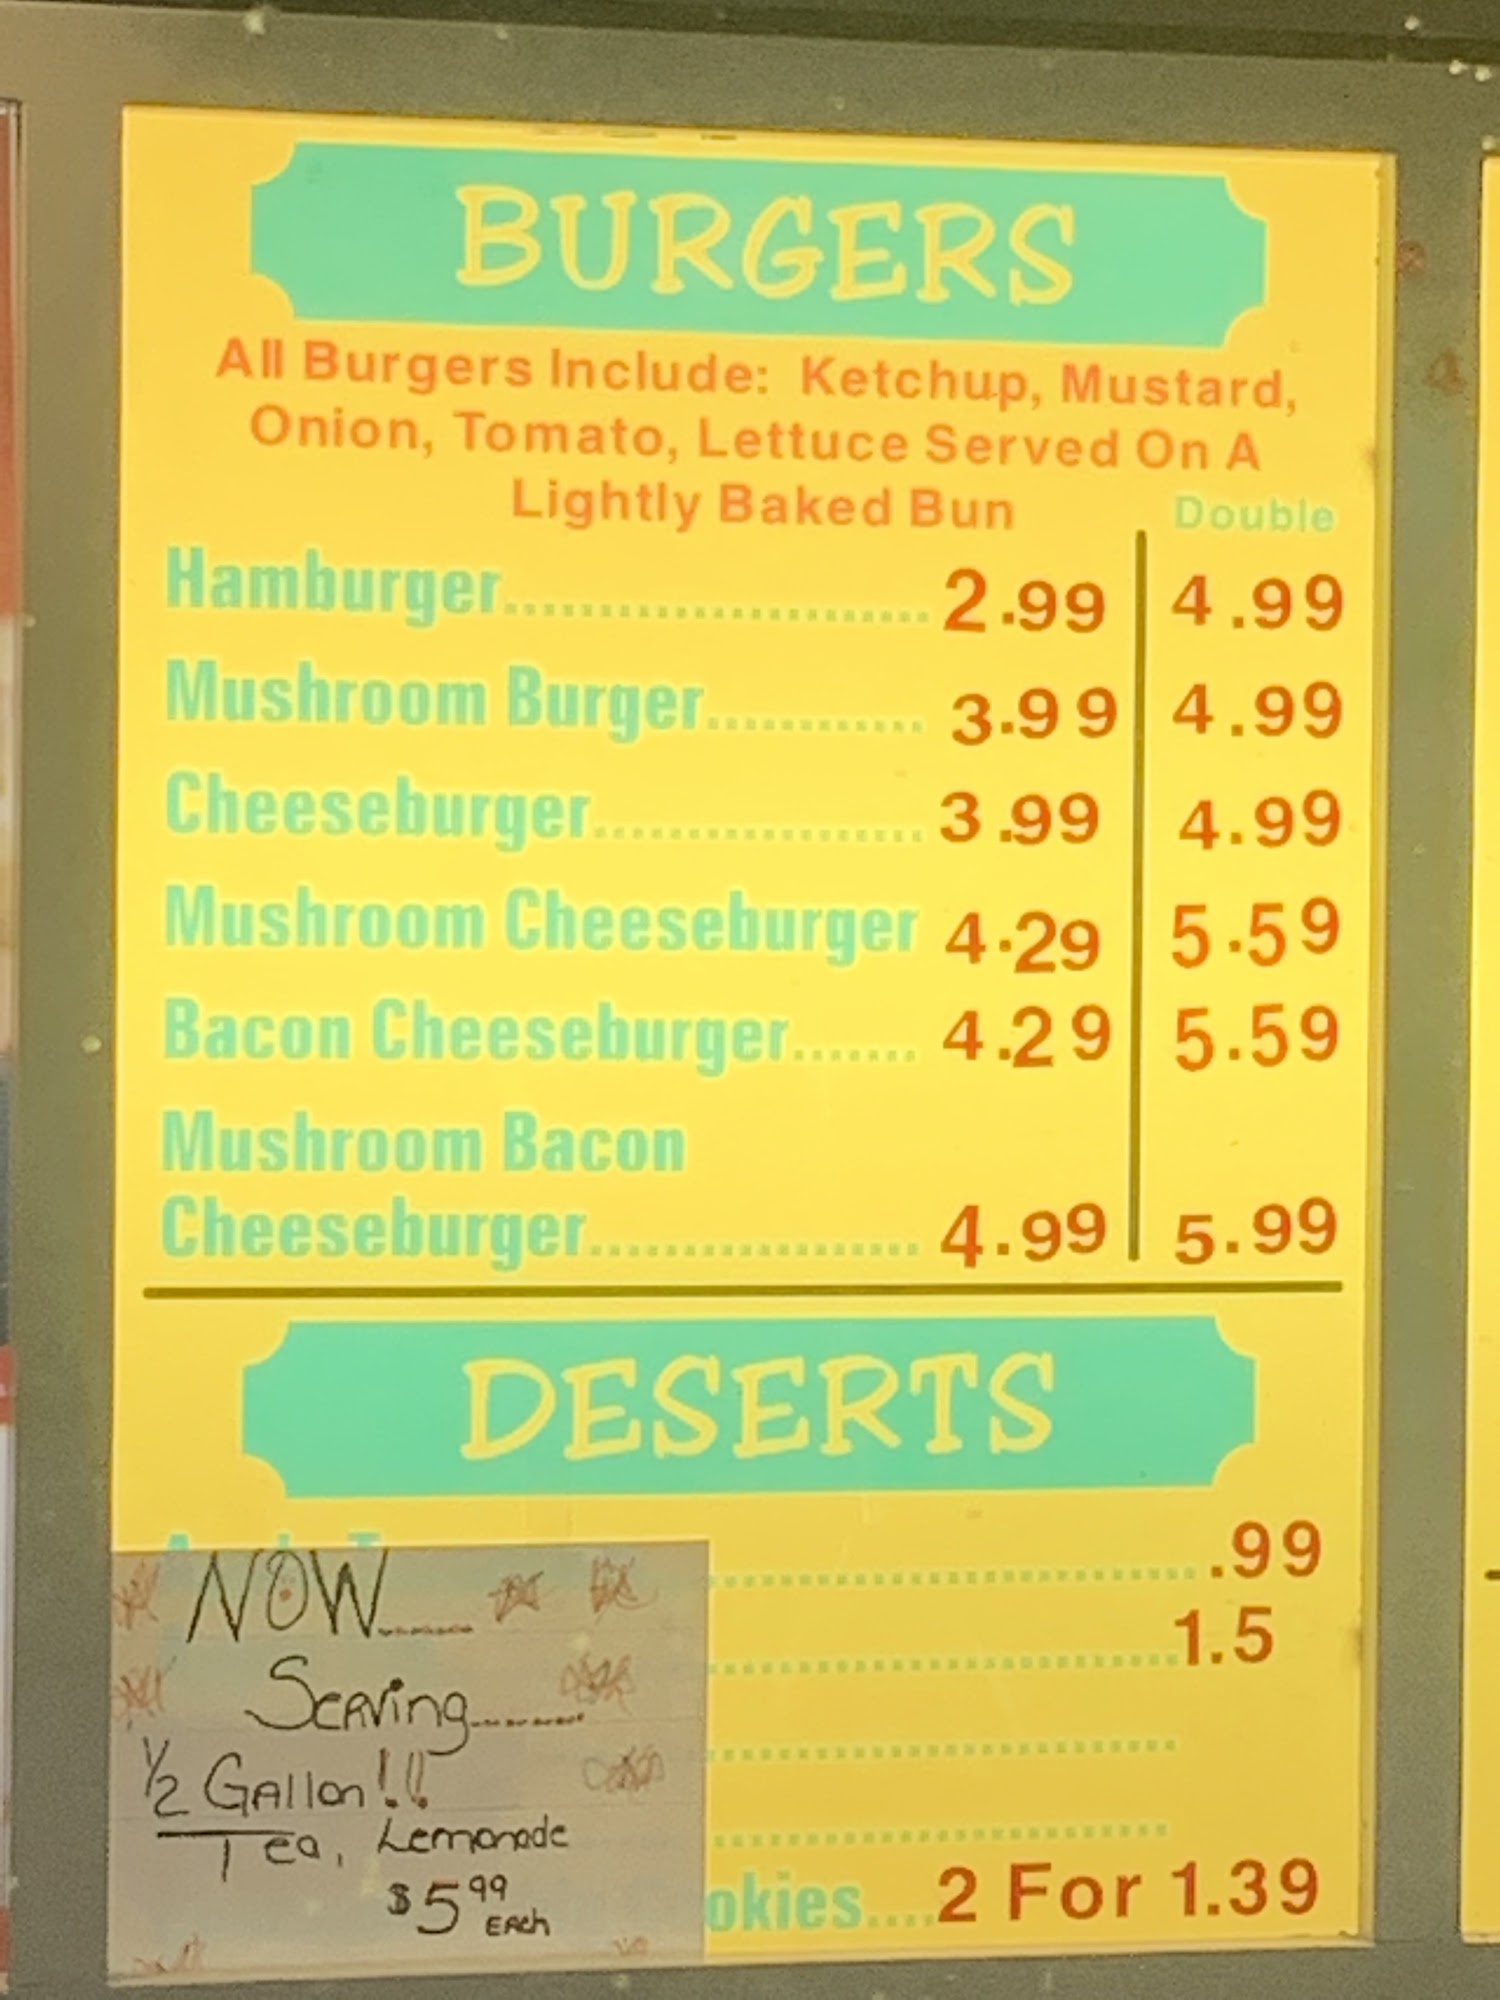 BURGERS
All Burgers Include: Ketchup, Mustard,
Onion, Tomato, Lettuce Served On A
Lightly Baked Bun
Double
Hamburger........................ 2.99 4.99
Mushroom Burger............ 3.99 4.99
Cheeseburger.................. 3.99 4.99
Mushroom Cheeseburger 4.29 5.59
Bacon Cheeseburger....... 4.29 5.59
Mushroom Bacon
Cheeseburger.................. 4.99 5.99
DESERTS
.99
1.5
okies....2 For 1.39
NOW......
Serving........
1/2 Gallon!!
Tea, Lemonade
$5.99 EACH